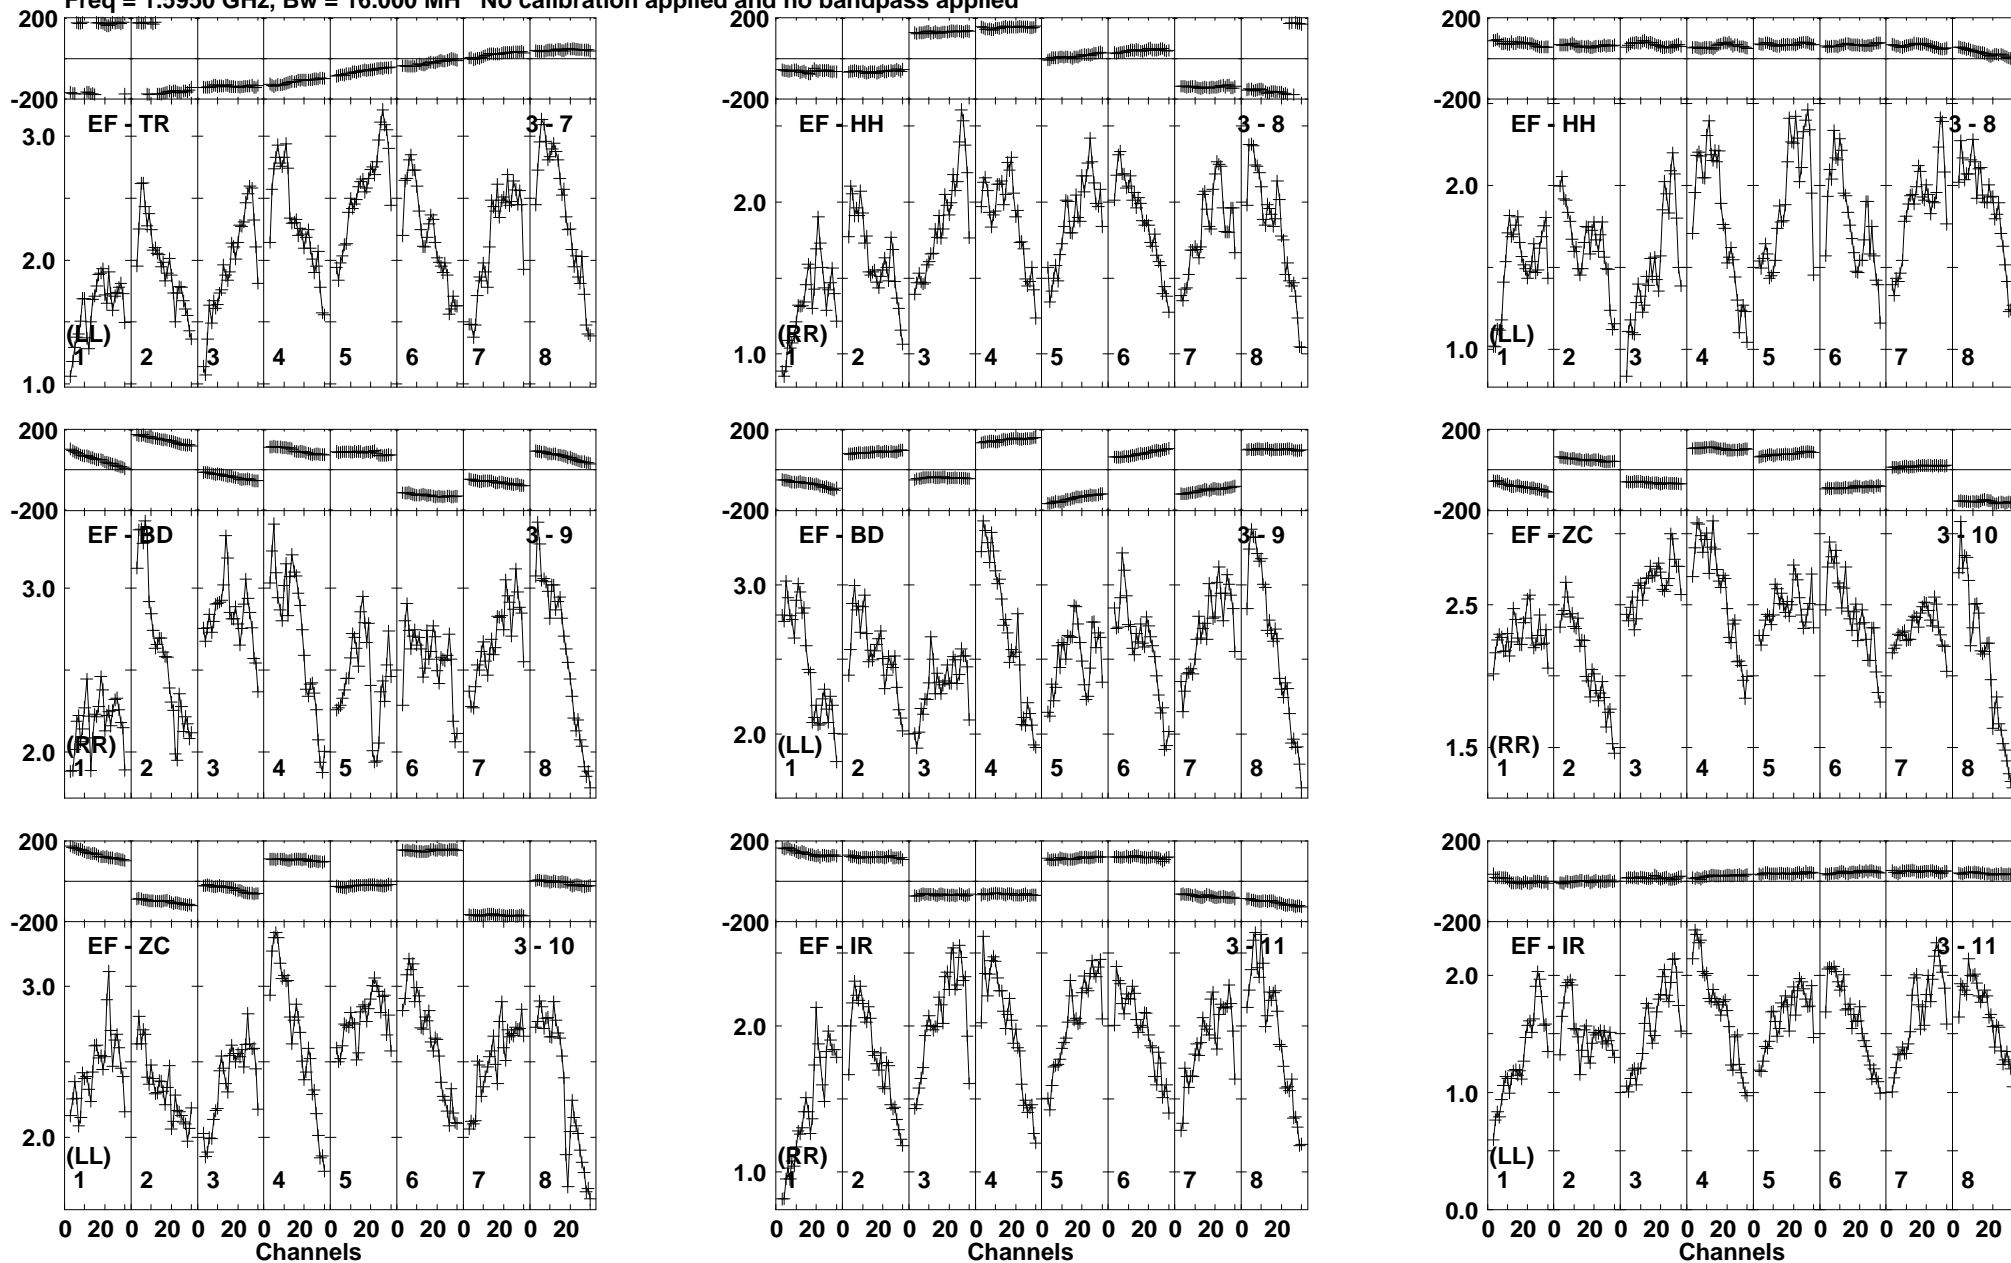 Freq = 1.5950 GHz, Bw = 16.000 MH No calibration applied and no bandpass applied
200 200 200
-200 -200 -200
EF - TR 3 - 7 EF - HH 3 - 8 EF - HH 3 - 8
3.0
2.0 2.0 2.0
(LL) (RR) (LL)
1.0 1.0 1.0
1 2 3 4 5 6 7 8 1 2 3 4 5 6 7 8 1 2 3 4 5 6 7 8
200 200 200
-200 -200 -200
EF - BD 3 - 9 EF - BD 3 - 9 EF - ZC 3 - 10
3.0 3.0 2.5
2.0 2.0 1.5
(RR) (LL) (RR)
1 2 3 4 5 6 7 8 1 2 3 4 5 6 7 8 1 2 3 4 5 6 7 8
200 200 200
-200 -200 -200
EF - ZC 3 - 10 EF - IR 3 - 11 EF - IR 3 - 11
3.0 2.0 2.0
2.0 1.0 1.0
(LL) (RR) (LL)
1 2 3 4 5 6 7 8 1 2 3 4 5 6 7 8 1 2 3 4 5 6 7 8
0.0
0 20 0 20 0 20 0 20 0 20 0 20 0 20 0 20 0 20 0 20 0 20 0 20 0 20 0 20 0 20 0 20 0 20 0 20 0 20 0 20 0 20 0 20 0 20 0 20
Channels Channels Channels